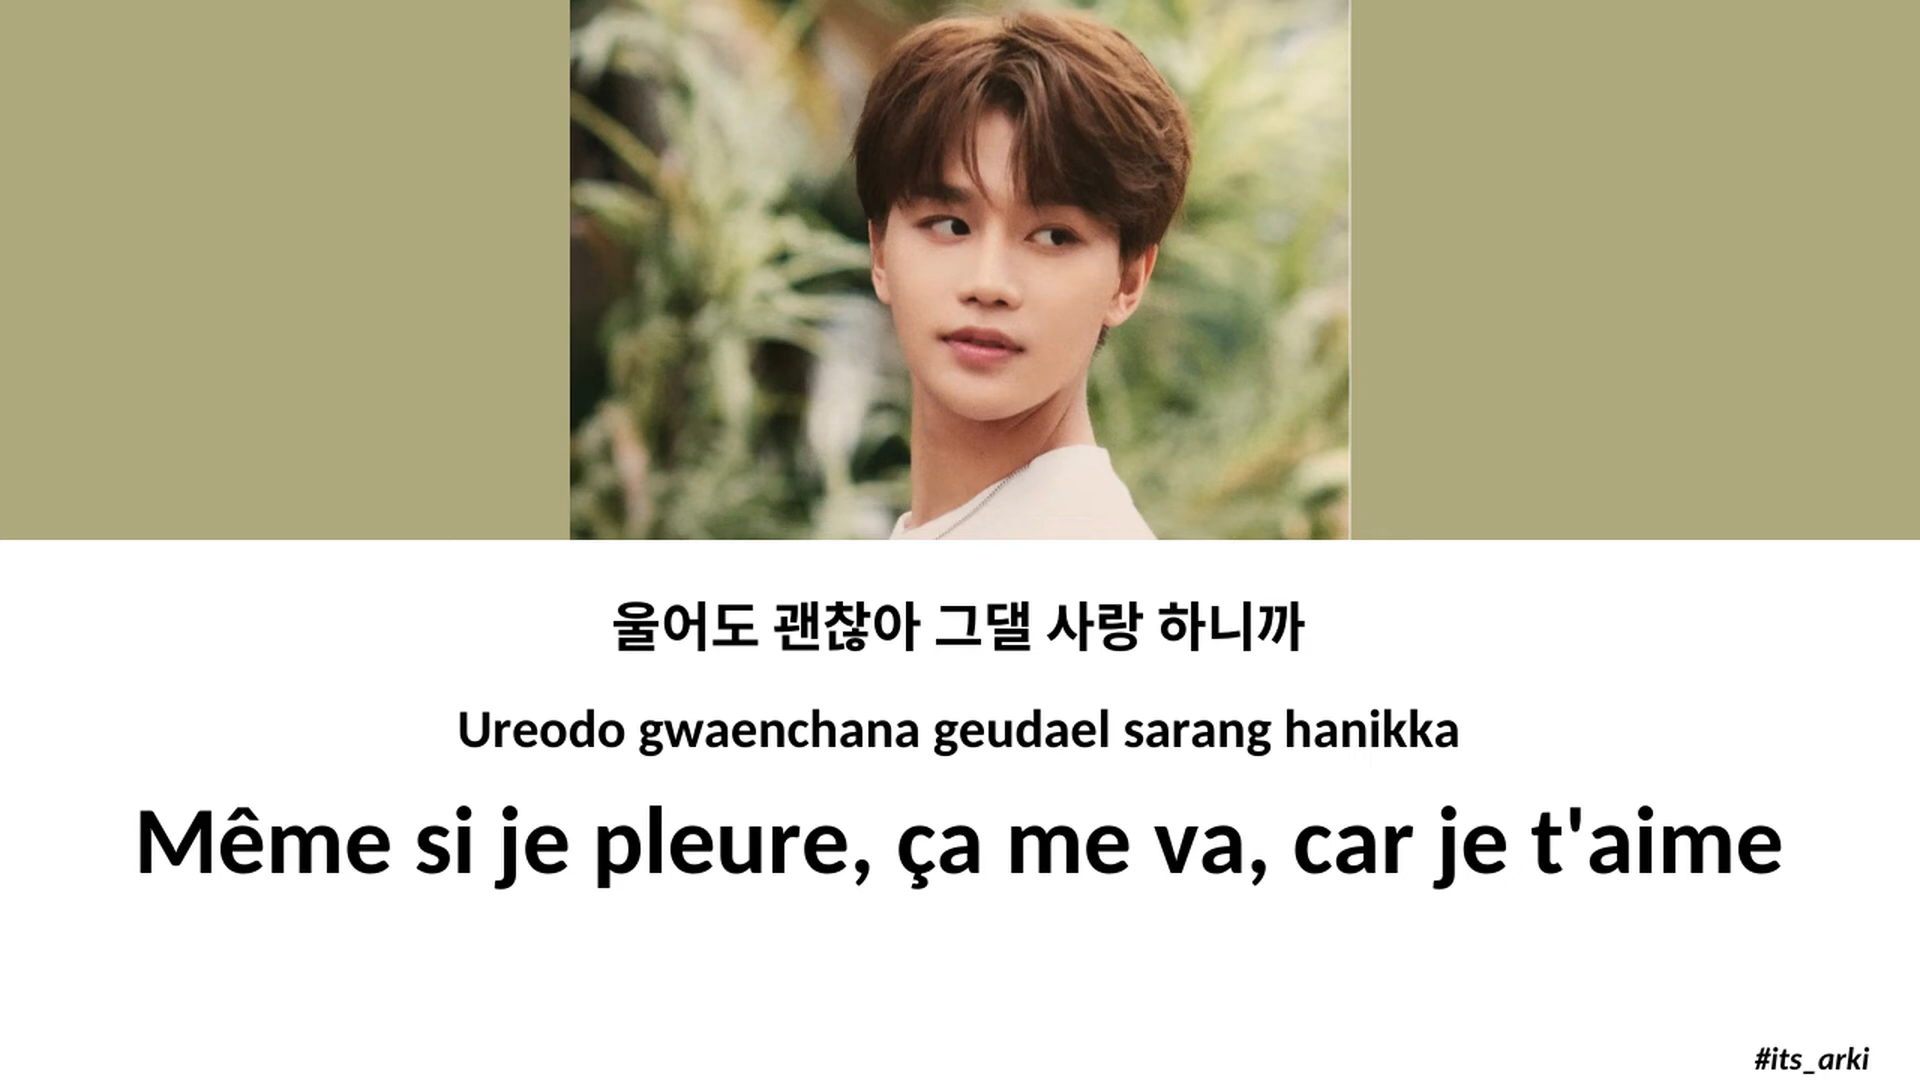 울어도 괜찮아 그댈 사랑 하니까
Ureodo gwaenchana geudael sarang hanikka
Même si je pleure, ça me va, car je t'aime
#its_arki